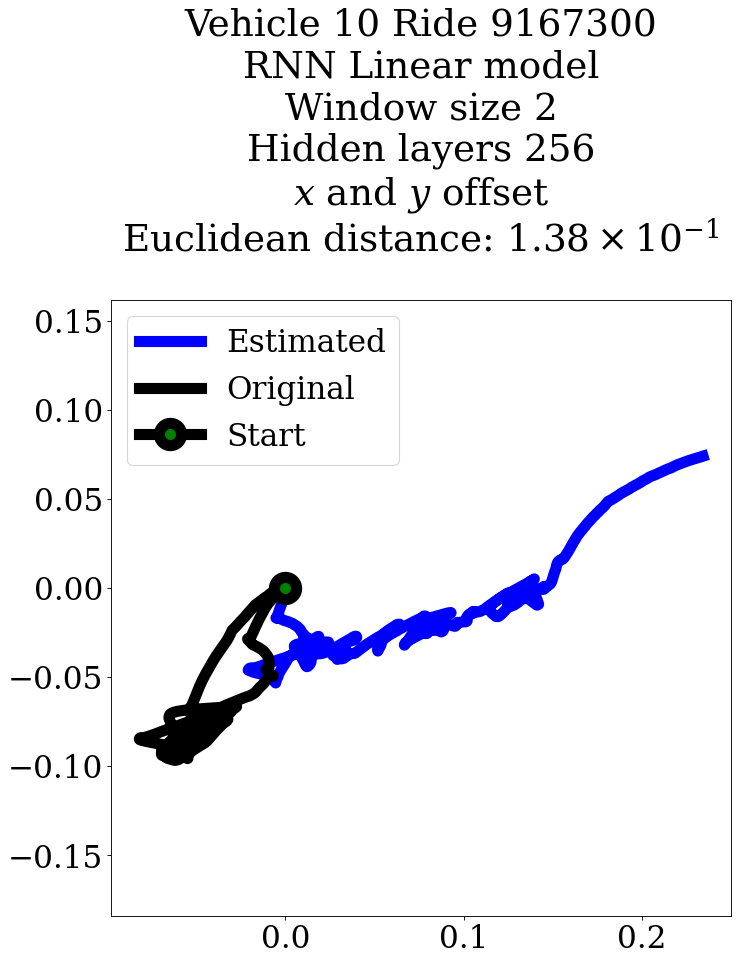 Vehicle 10 Ride 9167300
RNN Linear model
Window size 2
Hidden layers 256
x and y offset
Euclidean distance: 1.38 × 10⁻¹
Estimated
Original
Start
0.15
0.10
0.05
0.00
−0.05
−0.10
−0.15
0.0 0.1 0.2